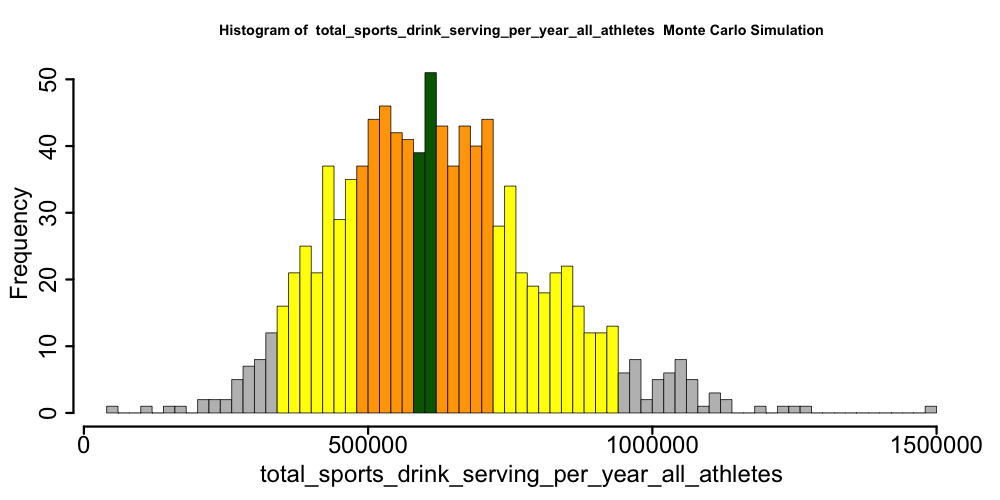 Histogram of  total_sports_drink_serving_per_year_all_athletes  Monte Carlo Simulation
50
40
30
20
10
0
Frequency
0 500000 1000000 1500000
total_sports_drink_serving_per_year_all_athletes